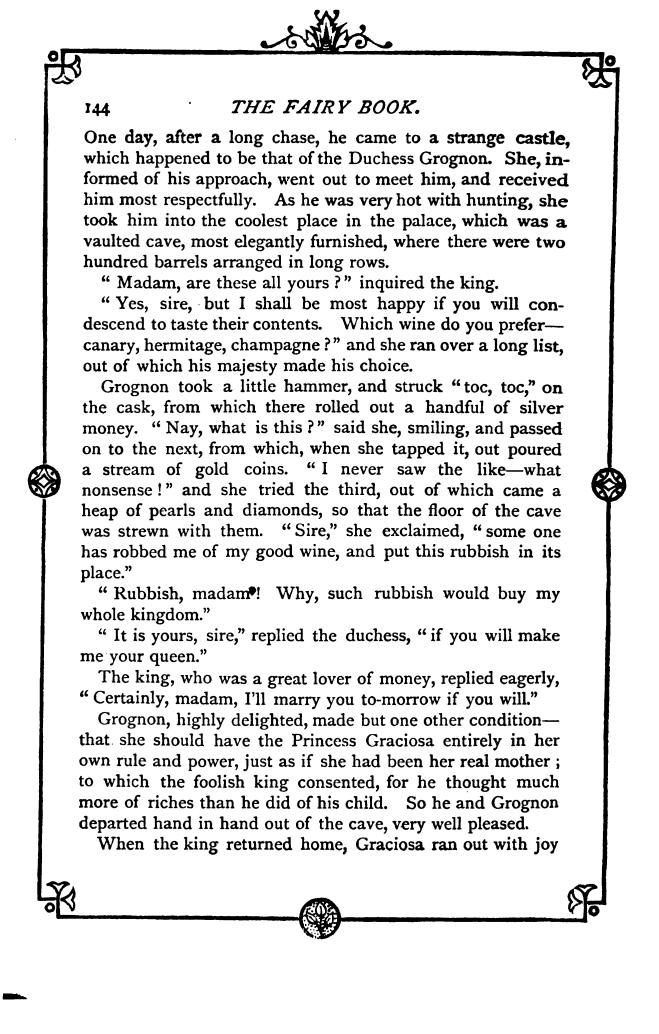 144 THE FAIRY BOOK.
One day, after a long chase, he came to a strange castle,
which happened to be that of the Duchess Grognon. She, in-
formed of his approach, went out to meet him, and received
him most respectfully. As he was very hot with hunting, she
took him into the coolest place in the palace, which was a
vaulted cave, most elegantly furnished, where there were two
hundred barrels arranged in long rows.
“ Madam, are these all yours ? ” inquired the king.
“ Yes, sire, but I shall be most happy if you will con-
descend to taste their contents. Which wine do you prefer—
canary, hermitage, champagne ? ” and she ran over a long list,
out of which his majesty made his choice.
Grognon took a little hammer, and struck “ toc, toc,” on
the cask, from which there rolled out a handful of silver
money. “ Nay, what is this ? ” said she, smiling, and passed
on to the next, from which, when she tapped it, out poured
a stream of gold coins. “ I never saw the like—what
nonsense ! ” and she tried the third, out of which came a
heap of pearls and diamonds, so that the floor of the cave
was strewn with them. “ Sire,” she exclaimed, “ some one
has robbed me of my good wine, and put this rubbish in its
place.”
“ Rubbish, madam ! Why, such rubbish would buy my
whole kingdom.”
“ It is yours, sire,” replied the duchess, “ if you will make
me your queen.”
The king, who was a great lover of money, replied eagerly,
“ Certainly, madam, I’ll marry you to-morrow if you will.”
Grognon, highly delighted, made but one other condition—
that she should have the Princess Graciosa entirely in her
own rule and power, just as if she had been her real mother ;
to which the foolish king consented, for he thought much
more of riches than he did of his child. So he and Grognon
departed hand in hand out of the cave, very well pleased.
When the king returned home, Graciosa ran out with joy